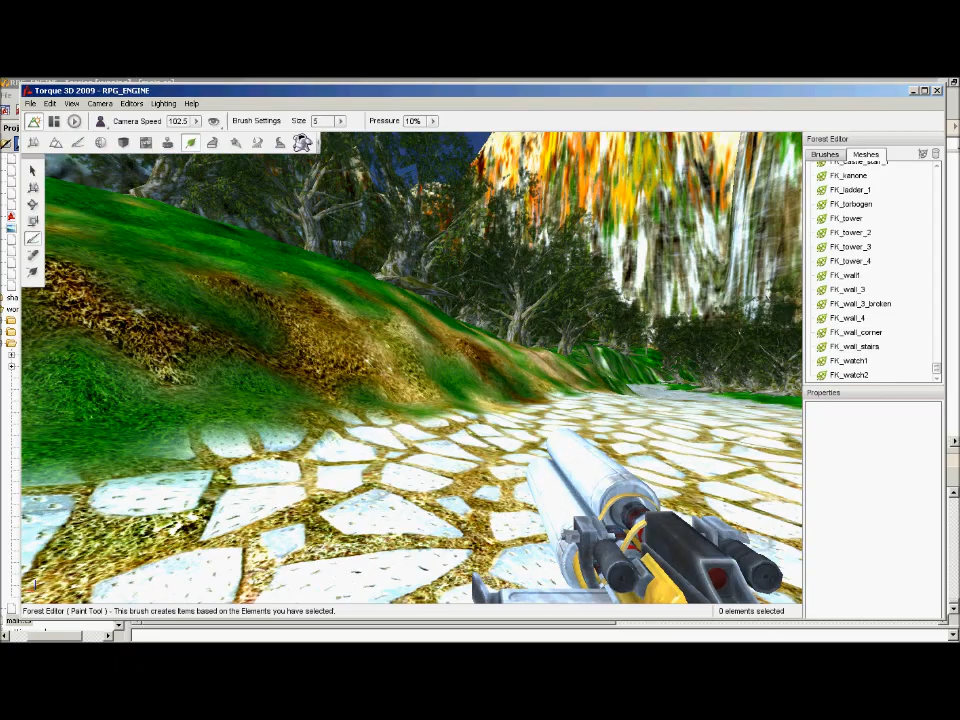 Torque 3D 2009 - RPG_ENGINE
File Edit View Camera Editors Lighting Help
Camera Speed 102.5 Brush Settings Size 5 Pressure 10%
Forest Editor
Brushes Meshes
FK_kanone
FK_ladder_1
FK_torbogen
FK_tower
FK_tower_2
FK_tower_3
FK_tower_4
FK_wall1
FK_wall_3
FK_wall_3_broken
FK_wall_4
FK_wall_corner
FK_wall_stairs
FK_watch1
FK_watch2
Properties
Proj
sha
Forest Editor ( Paint Tool ) - This brush creates Items based on the Elements you have selected.
0 elements selected